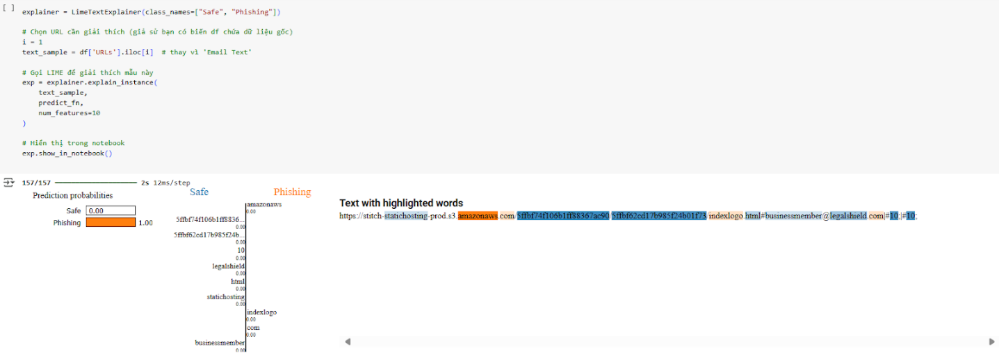 [ ]
explainer = LimeTextExplainer(class_names=["Safe", "Phishing"])
# Chọn URL cần giải thích (giả sử bạn có biến df chứa dữ liệu gốc)
i = 1
text_sample = df['URLs'].iloc[i]  # thay vì 'Email Text'
# Gọi LIME để giải thích mẫu này
exp = explainer.explain_instance(
    text_sample,
    predict_fn,
    num_features=10
)
# Hiển thị trong notebook
exp.show_in_notebook()
157/157 2s 12ms/step
Prediction probabilities
Safe 0.00
Phishing 1.00
Safe Phishing
amazonaws
0.00
5ffbf74f106b1ff8836...
0.00
5ffbf62cd17b985f24b...
0.00
10
0.00
legalshield
0.00
html
0.00
statichosting
0.00
indexlogo
0.00
com
0.00
businessmember
0.00
Text with highlighted words
https://stitch-statichosting-prod.s3.amazonaws.com/5ffbf74f106b1ff88367ac90/5ffbf62cd17b985f24b01f73/indexlogo.html#businessmember@legalshield.com|#10;|#10;